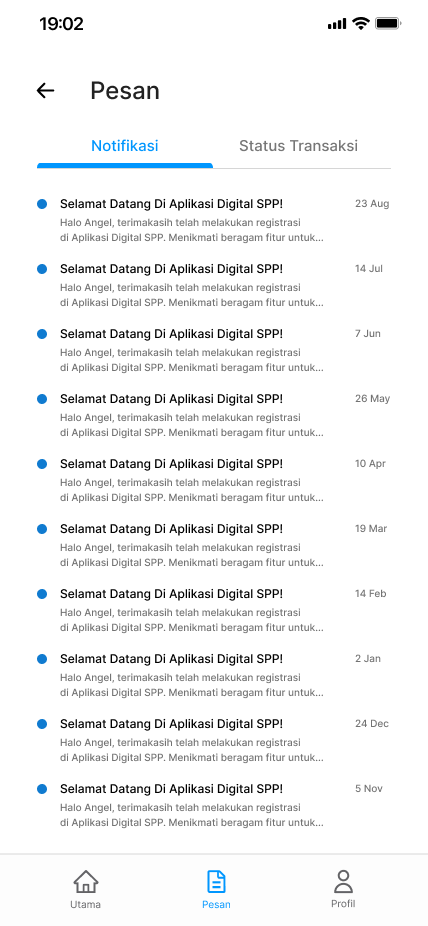 19:02
Pesan
Notifikasi
Status Transaksi
Selamat Datang Di Aplikasi Digital SPP!
23 Aug
Halo Angel, terimakasih telah melakukan registrasi
di Aplikasi Digital SPP. Menikmati beragam fitur untuk...
Selamat Datang Di Aplikasi Digital SPP!
14 Jul
Halo Angel, terimakasih telah melakukan registrasi
di Aplikasi Digital SPP. Menikmati beragam fitur untuk...
Selamat Datang Di Aplikasi Digital SPP!
7 Jun
Halo Angel, terimakasih telah melakukan registrasi
di Aplikasi Digital SPP. Menikmati beragam fitur untuk...
Selamat Datang Di Aplikasi Digital SPP!
26 May
Halo Angel, terimakasih telah melakukan registrasi
di Aplikasi Digital SPP. Menikmati beragam fitur untuk...
Selamat Datang Di Aplikasi Digital SPP!
10 Apr
Halo Angel, terimakasih telah melakukan registrasi
di Aplikasi Digital SPP. Menikmati beragam fitur untuk...
Selamat Datang Di Aplikasi Digital SPP!
19 Mar
Halo Angel, terimakasih telah melakukan registrasi
di Aplikasi Digital SPP. Menikmati beragam fitur untuk...
Selamat Datang Di Aplikasi Digital SPP!
14 Feb
Halo Angel, terimakasih telah melakukan registrasi
di Aplikasi Digital SPP. Menikmati beragam fitur untuk...
Selamat Datang Di Aplikasi Digital SPP!
2 Jan
Halo Angel, terimakasih telah melakukan registrasi
di Aplikasi Digital SPP. Menikmati beragam fitur untuk...
Selamat Datang Di Aplikasi Digital SPP!
24 Dec
Halo Angel, terimakasih telah melakukan registrasi
di Aplikasi Digital SPP. Menikmati beragam fitur untuk...
Selamat Datang Di Aplikasi Digital SPP!
5 Nov
Halo Angel, terimakasih telah melakukan registrasi
di Aplikasi Digital SPP. Menikmati beragam fitur untuk...
Utama
Pesan
Profil